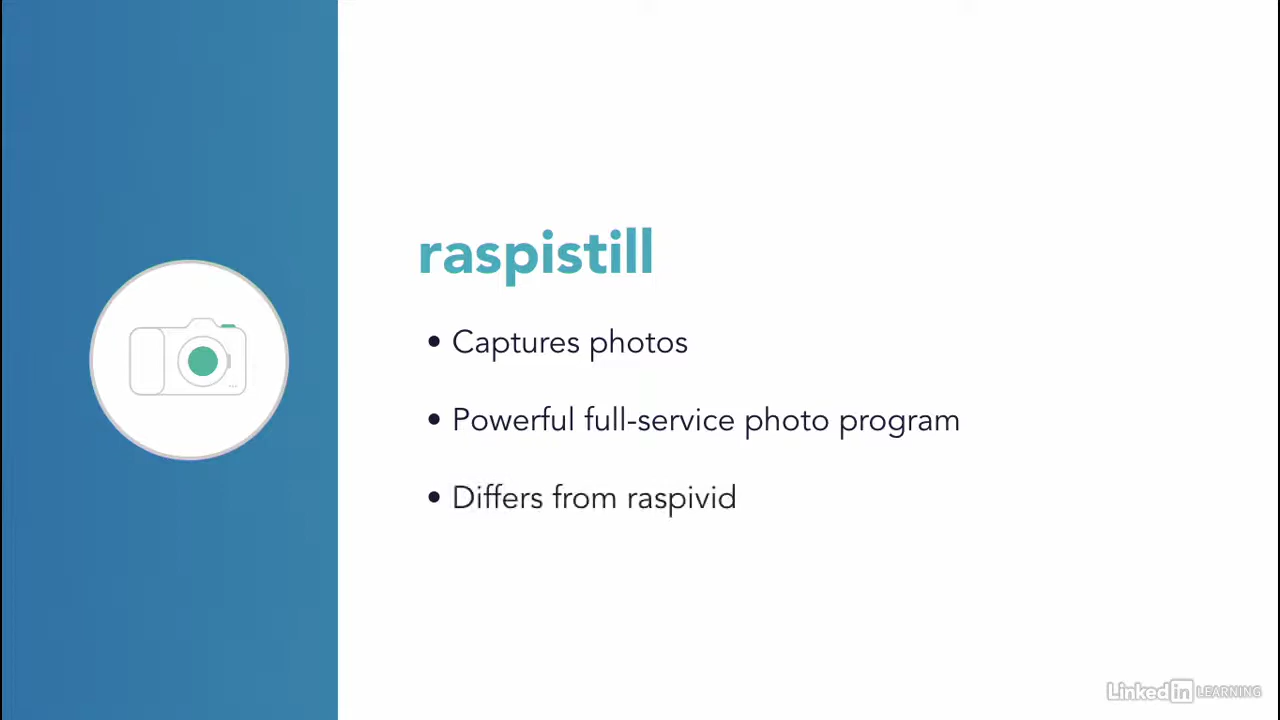 raspistill
• Captures photos
• Powerful full-service photo program
• Differs from raspivid
Linked in LEARNING